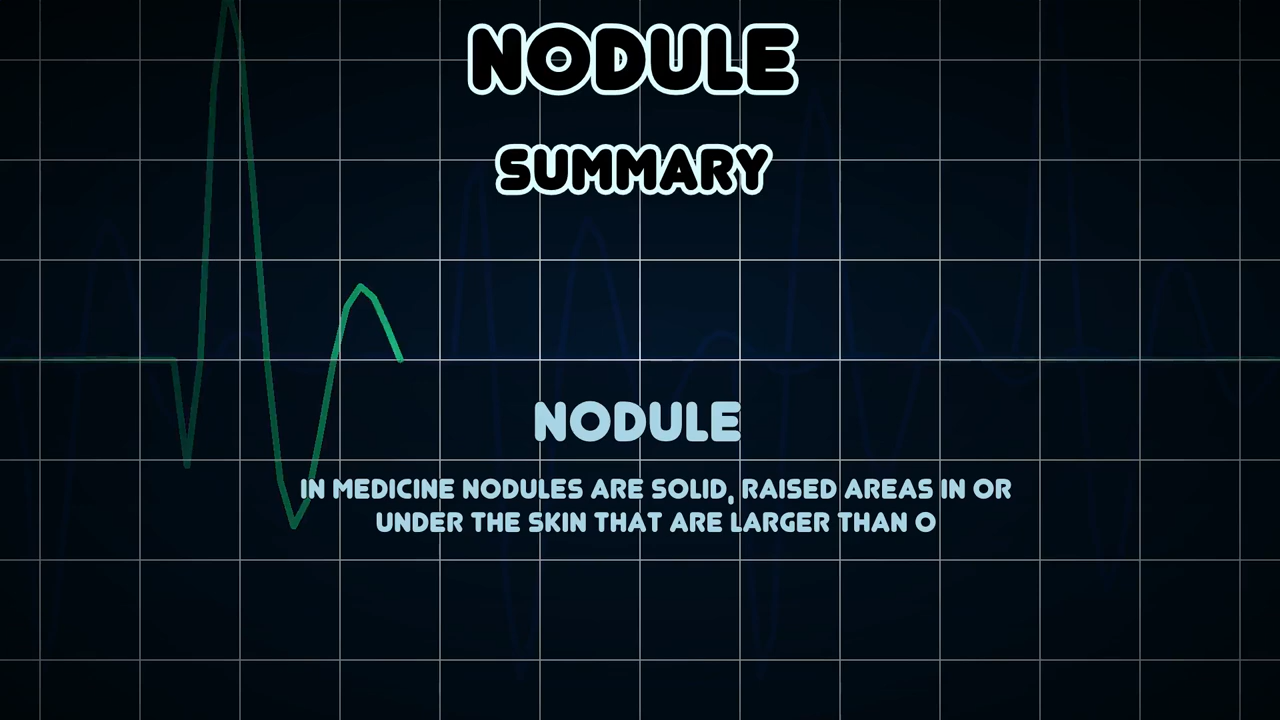 NODULE
SUMMARY
NODULE
IN MEDICINE NODULES ARE SOLID, RAISED AREAS IN OR
UNDER THE SKIN THAT ARE LARGER THAN 0